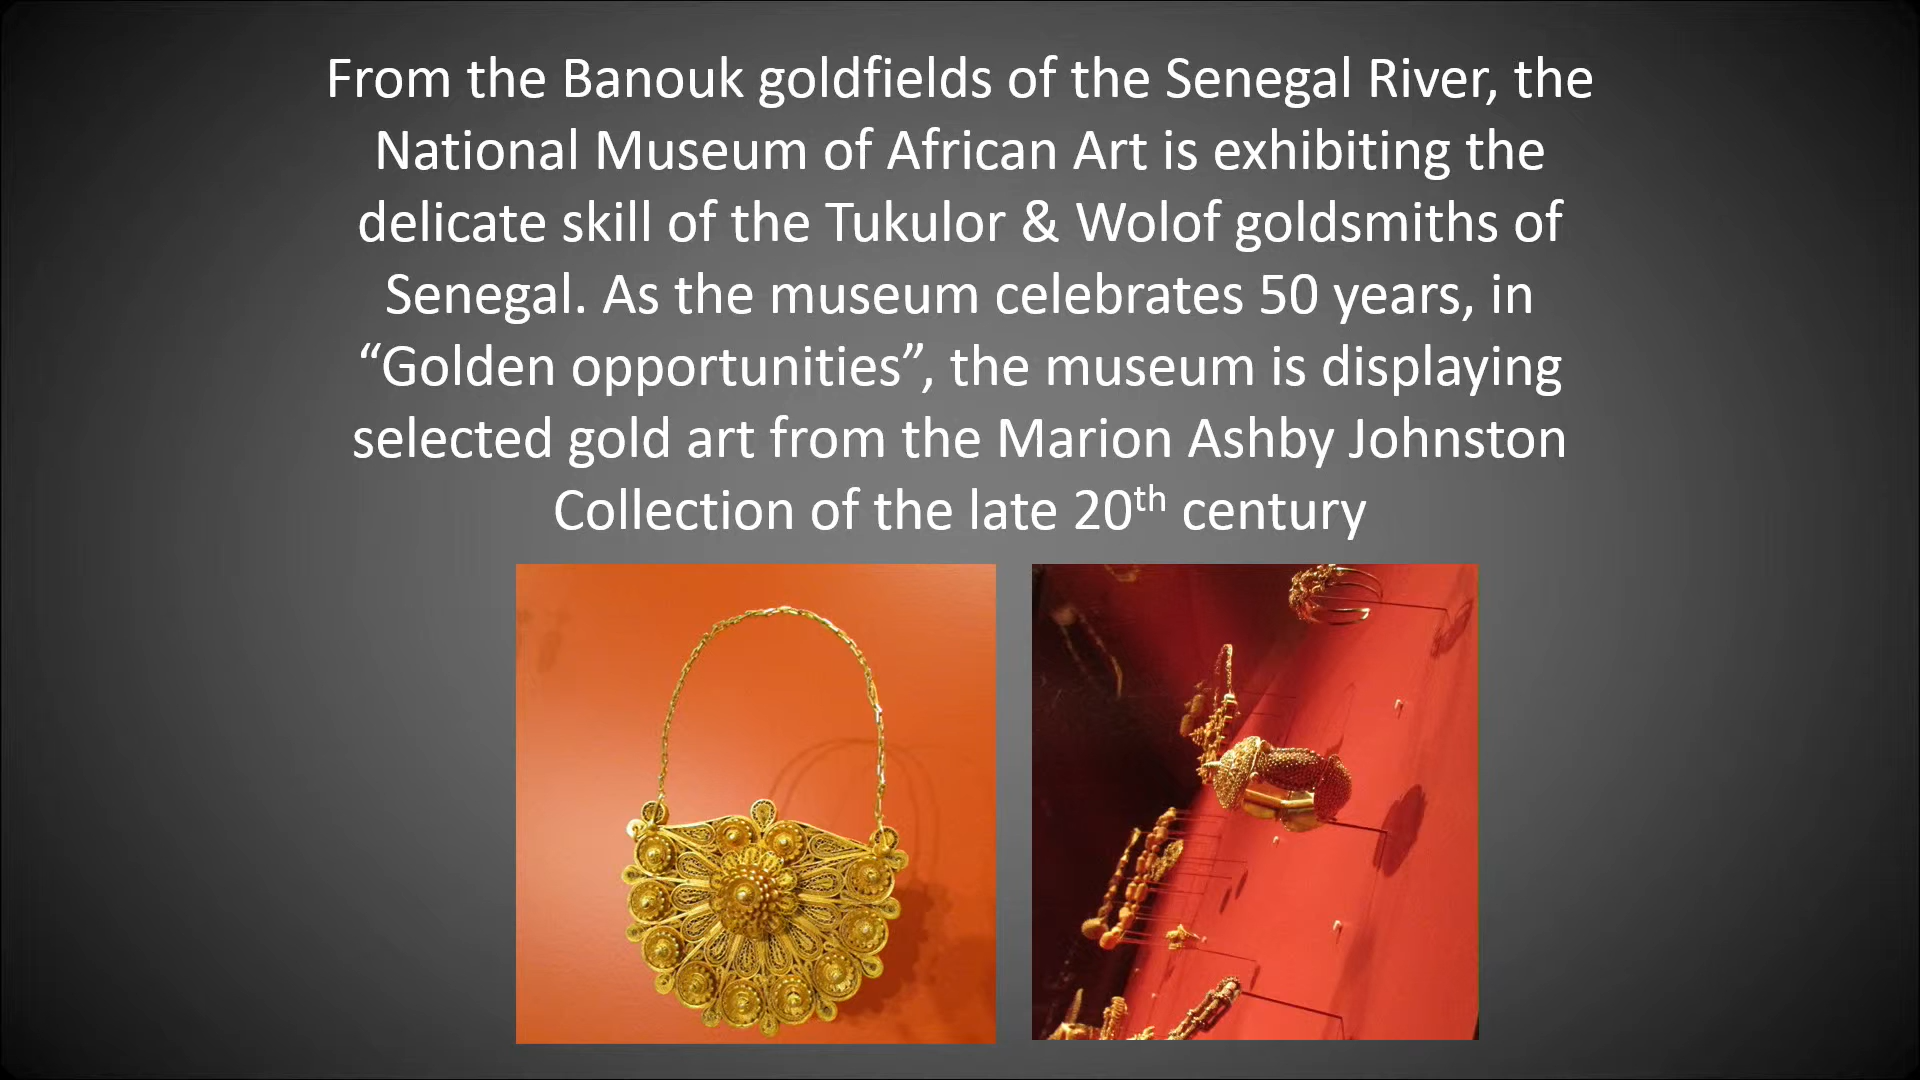 From the Banouk goldfields of the Senegal River, the
National Museum of African Art is exhibiting the
delicate skill of the Tukulor & Wolof goldsmiths of
Senegal. As the museum celebrates 50 years, in
“Golden opportunities”, the museum is displaying
selected gold art from the Marion Ashby Johnston
Collection of the late 20th century